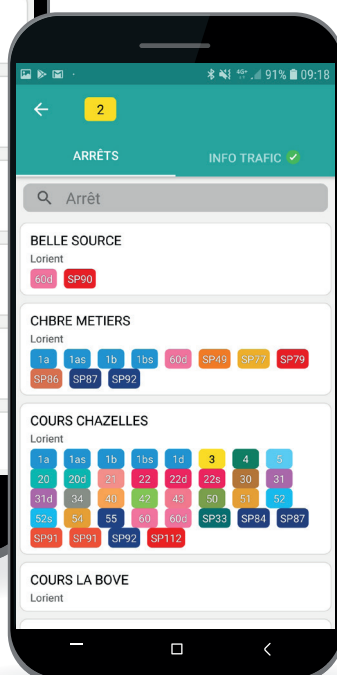 4G+ 91% 09:18
2
ARRÊTS INFO TRAFIC
Arrêt
BELLE SOURCE
Lorient
60d SP90
CHBRE METIERS
Lorient
1a 1as 1b 1bs 60d SP49 SP77 SP79
SP86 SP87 SP92
COURS CHAZELLES
Lorient
1a 1as 1b 1bs 1d 3 4 5
20 20d 21 22 22d 22s 30 31
31d 34 40 42 43 50 51 52
52s 54 55 60 60d SP33 SP84 SP87
SP91 SP91 SP92 SP112
COURS LA BOVE
Lorient